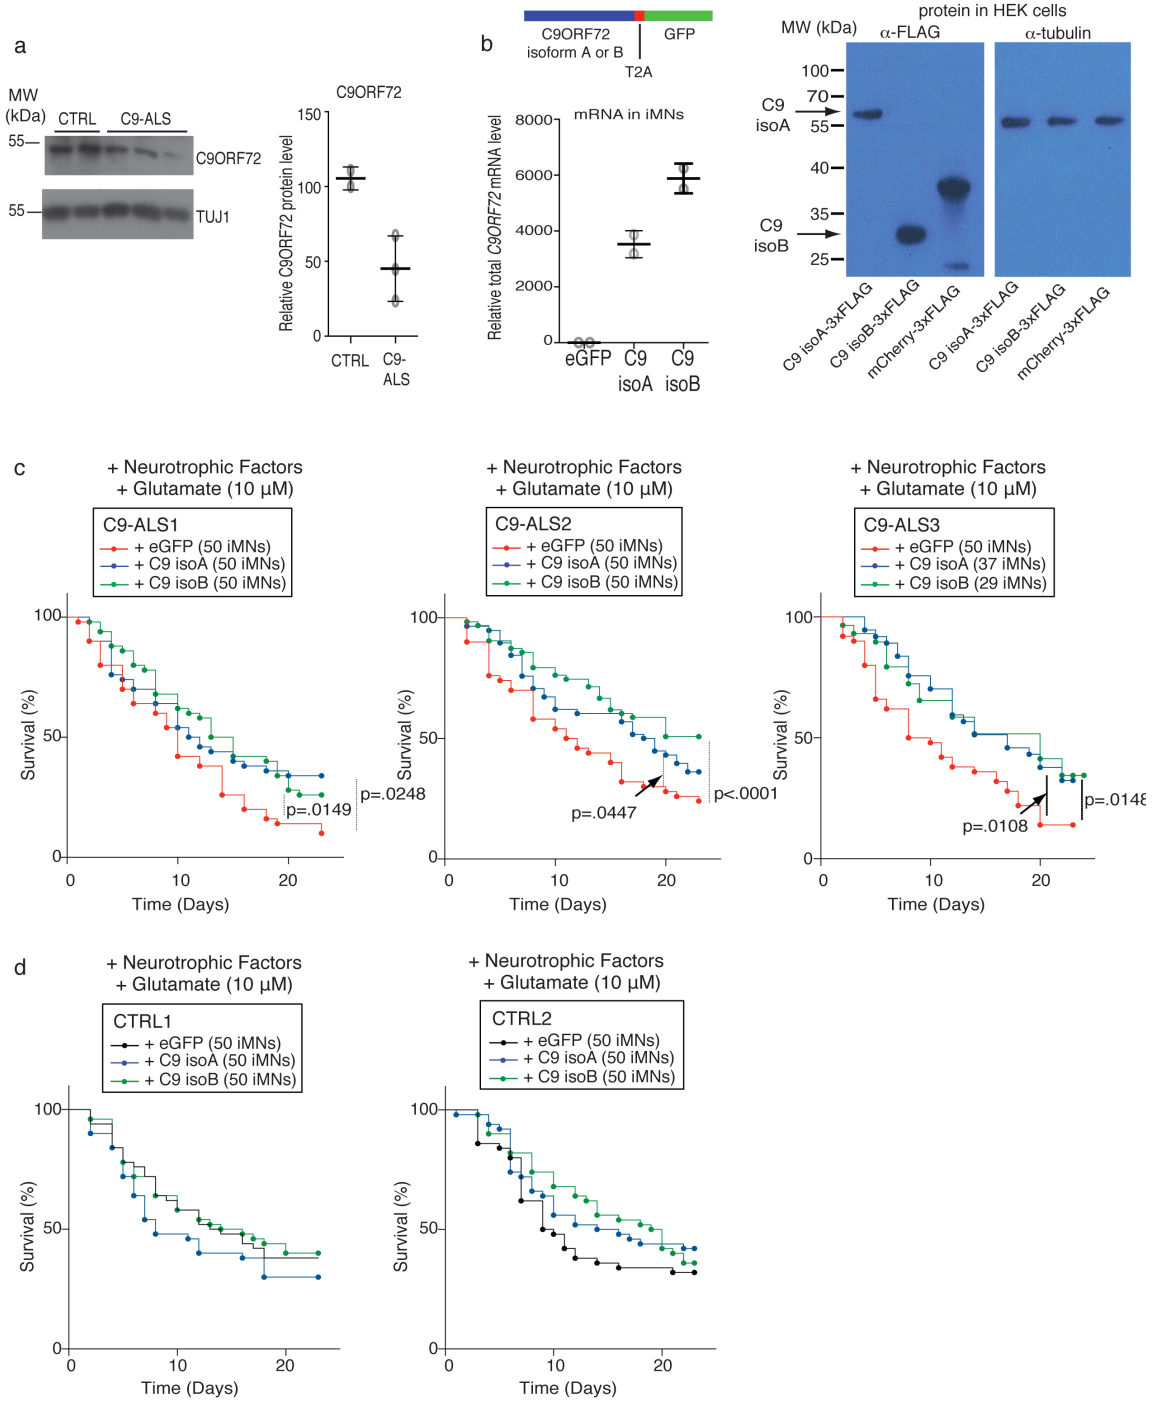 a
MW
(kDa)
CTRL C9-ALS
55
C9ORF72
55
TUJ1
C9ORF72
Relative C9ORF72 protein level
150
100
50
0
CTRL C9-
ALS
b
C9ORF72
isoform A or B
GFP
T2A
mRNA in iMNs
Relative total C9ORF72 mRNA level
8000
6000
4000
2000
0
eGFP C9
isoA
C9
isoB
protein in HEK cells
MW (kDa)
α-FLAG
α-tubulin
100
70
C9
isoA
55
40
35
C9
isoB
25
C9 isoA-3xFLAG
C9 isoB-3xFLAG
mCherry-3xFLAG
C9 isoA-3xFLAG
C9 isoB-3xFLAG
mCherry-3xFLAG
c
+ Neurotrophic Factors
+ Glutamate (10 µM)
C9-ALS1
+ eGFP (50 iMNs)
+ C9 isoA (50 iMNs)
+ C9 isoB (50 iMNs)
Survival (%)
100
50
0
p=.0149
p=.0248
0 10 20
Time (Days)
+ Neurotrophic Factors
+ Glutamate (10 µM)
C9-ALS2
+ eGFP (50 iMNs)
+ C9 isoA (50 iMNs)
+ C9 isoB (50 iMNs)
Survival (%)
100
50
0
p=.0447
p<.0001
0 10 20
Time (Days)
+ Neurotrophic Factors
+ Glutamate (10 µM)
C9-ALS3
+ eGFP (50 iMNs)
+ C9 isoA (37 iMNs)
+ C9 isoB (29 iMNs)
Survival (%)
100
50
0
p=.0108
p=.0148
0 10 20
Time (Days)
d
+ Neurotrophic Factors
+ Glutamate (10 µM)
CTRL1
+ eGFP (50 iMNs)
+ C9 isoA (50 iMNs)
+ C9 isoB (50 iMNs)
Survival (%)
100
50
0
0 10 20
Time (Days)
+ Neurotrophic Factors
+ Glutamate (10 µM)
CTRL2
+ eGFP (50 iMNs)
+ C9 isoA (50 iMNs)
+ C9 isoB (50 iMNs)
Survival (%)
100
50
0
0 10 20
Time (Days)